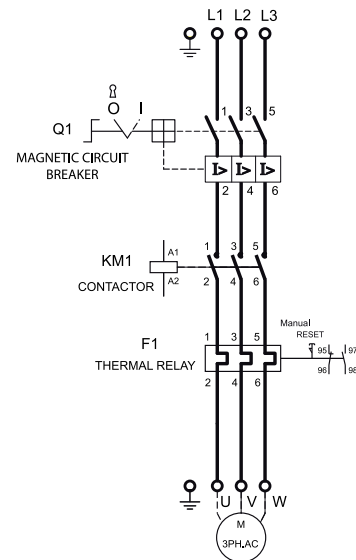 L1 L2 L3
O I
Q1
1 3 5
MAGNETIC CIRCUIT
BREAKER
I> I> I>
2 4 6
A1
1 3 5
KM1
A2
2 4 6
CONTACTOR
Manual
RESET
F1
1 3 5
95 97
THERMAL RELAY
96 98
2 4 6
U V W
M
3PH.AC